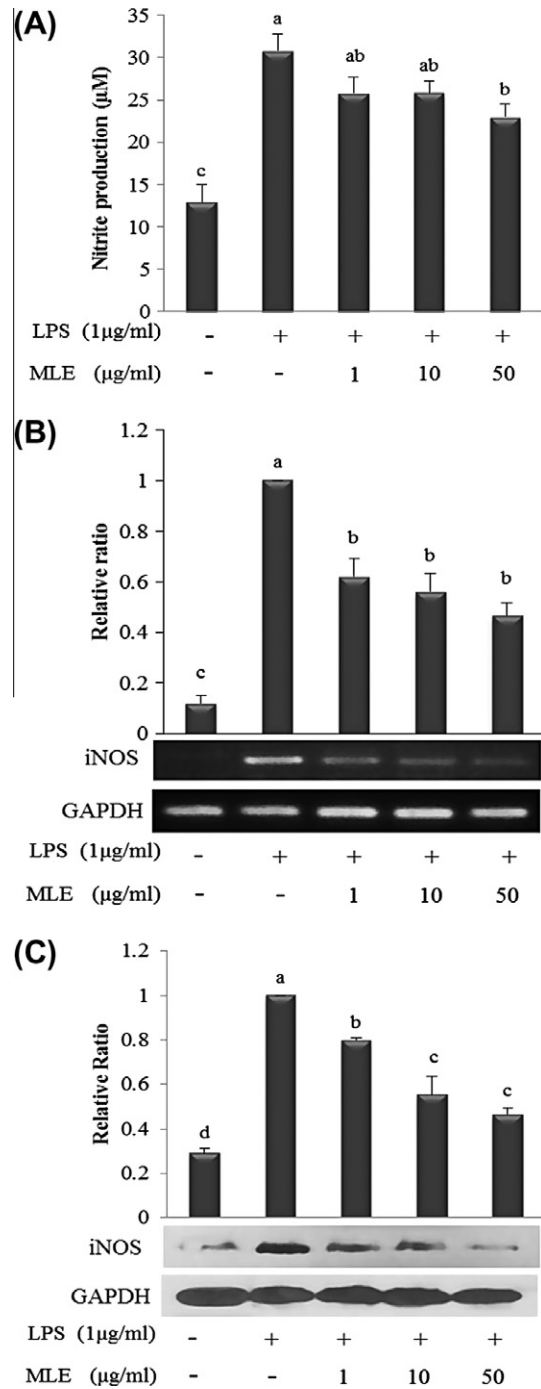 (A)
35
30
25
20
15
10
5
0
Nitrite production (μM)
c
a
ab
ab
b
LPS (1μg/ml) - + + + +
MLE (μg/ml) - - 1 10 50
(B)
1.2
1
0.8
0.6
0.4
0.2
0
Relative ratio
c
a
b
b
b
iNOS
GAPDH
LPS (1μg/ml) - + + + +
MLE (μg/ml) - - 1 10 50
(C)
1.2
1
0.8
0.6
0.4
0.2
0
Relative Ratio
d
a
b
c
c
iNOS
GAPDH
LPS (1μg/ml) - + + + +
MLE (μg/ml) - - 1 10 50